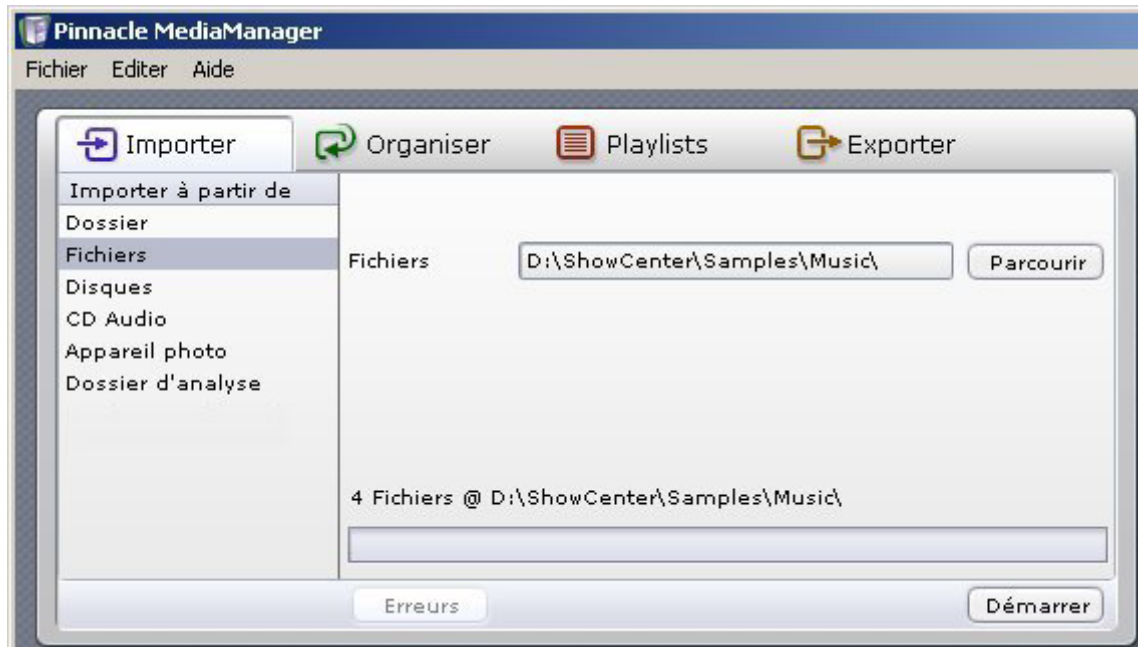 Pinnacle MediaManager
Fichier Editer Aide
Importer Organiser Playlists Exporter
Importer à partir de
Dossier
Fichiers
Disques
CD Audio
Appareil photo
Dossier d'analyse
Fichiers D:\ShowCenter\Samples\Music\ Parcourir
4 Fichiers @ D:\ShowCenter\Samples\Music\
Erreurs Démarrer